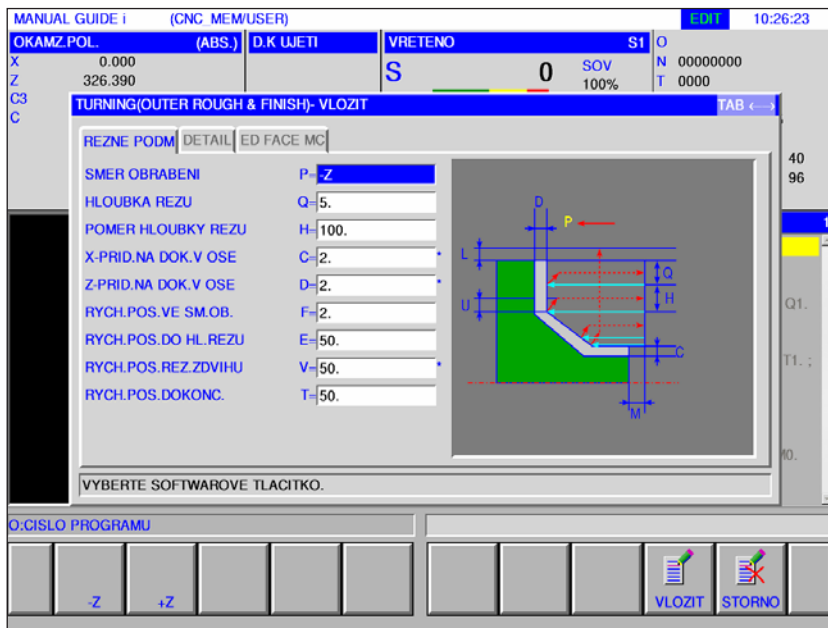 MANUAL GUIDE i (CNC_MEM/USER) EDIT 10:26:23
OKAMZ.POL. (ABS.) D.K UJETI VRETENO S1 O
X 0.000 S 0 SOV N 00000000
Z 326.390 100% T 0000
C3
C
TURNING(OUTER ROUGH & FINISH)- VLOZIT TAB
REZNE PODM DETAIL ED FACE MC
40
96
SMER OBRABENI P= -Z
HLOUBKA REZU Q= 5.
POMER HLOUBKY REZU H= 100.
X-PRID.NA DOK.V OSE C= 2. *
Z-PRID.NA DOK.V OSE D= 2. *
RYCH.POS.VE SM.OB. F= 2.
RYCH.POS.DO HL.REZU E= 50.
RYCH.POS.REZ.ZDVIHU V= 50. *
RYCH.POS.DOKONC. T= 50.
D
P
L
Q
U
H
C
M
1
Q1.
T1. ;
M0.
VYBERTE SOFTWAROVE TLACITKO.
O:CISLO PROGRAMU
-Z +Z VLOZIT STORNO